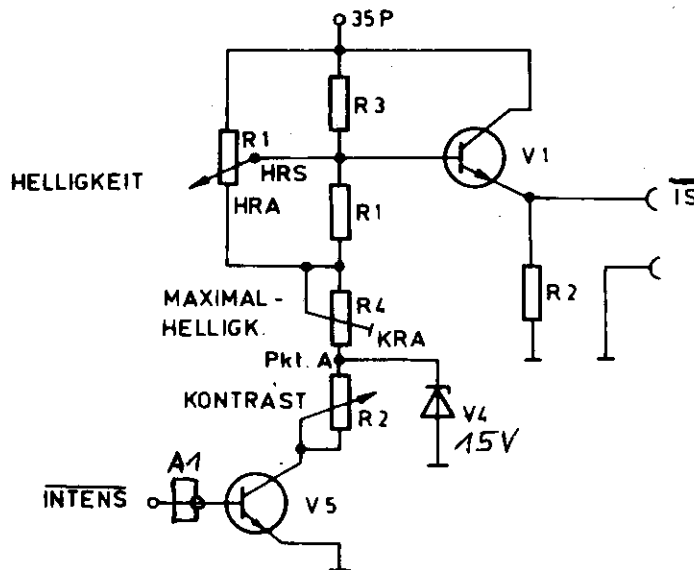 35P
R3
R1
HRS
V1
HELLIGKEIT
HRA
R1
IS
R2
MAXIMAL-
HELLIGK.
R4
KRA
Pkt. A
KONTRAST
R2
V4
15V
A1
INTENS
V5